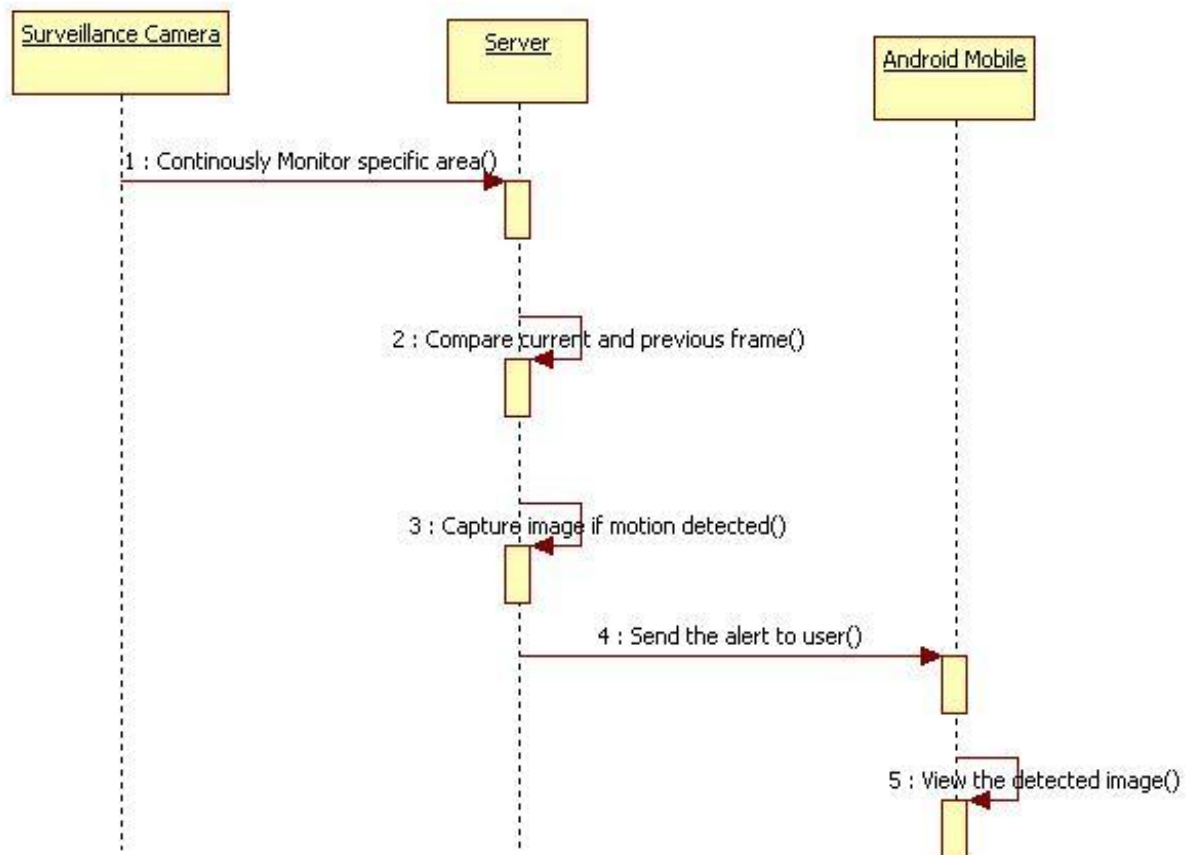 Surveillance Camera
Server
Android Mobile
1 : Continously Monitor specific area()
2 : Compare current and previous frame()
3 : Capture image if motion detected()
4 : Send the alert to user()
5 : View the detected image()